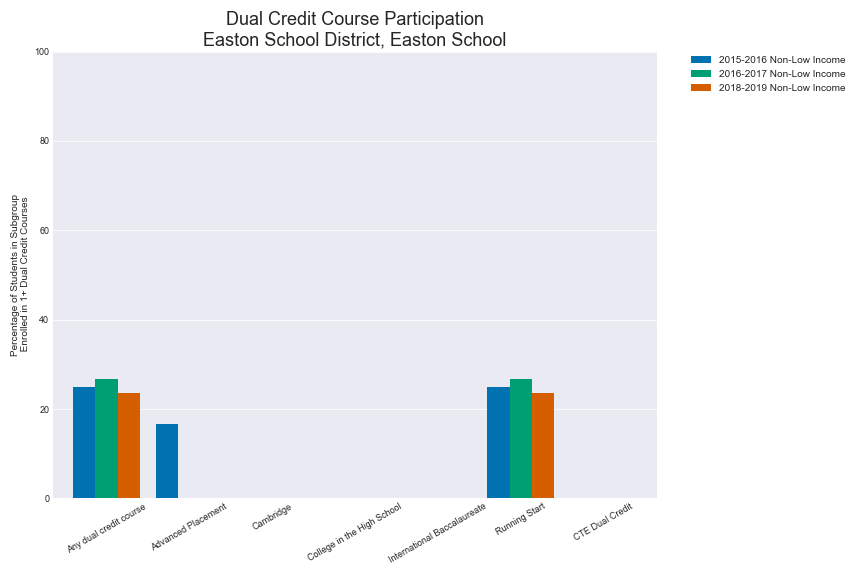 Dual Credit Course Participation
Easton School District, Easton School
2015-2016 Non-Low Income
2016-2017 Non-Low Income
2018-2019 Non-Low Income
Percentage of Students in Subgroup
Enrolled in 1+ Dual Credit Courses
100
80
60
40
20
0
Any dual credit course
Advanced Placement
Cambridge
College in the High School
International Baccalaureate
Running Start
CTE Dual Credit